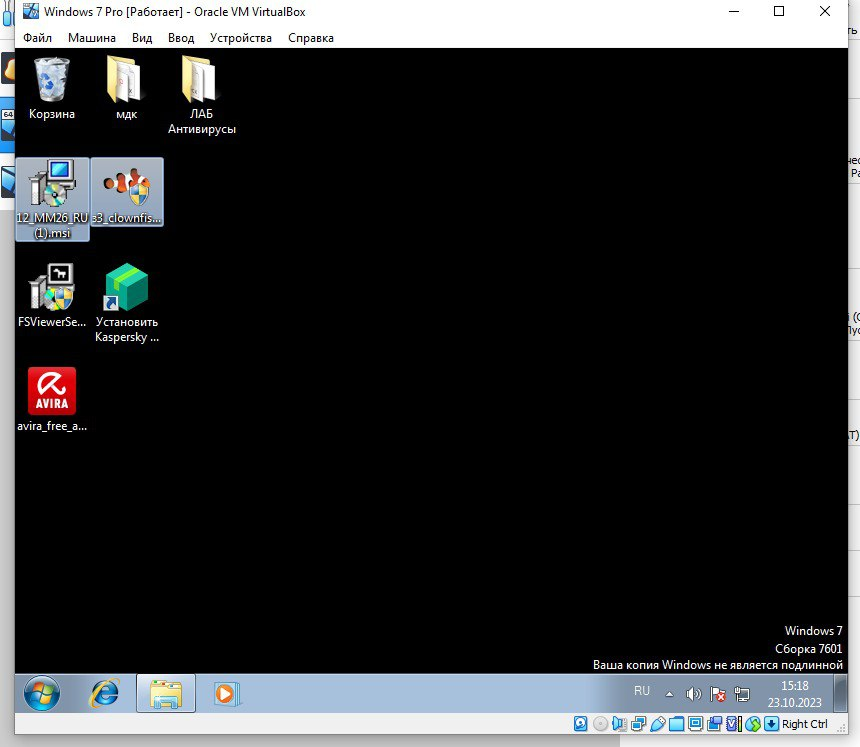 Windows 7 Pro [Работает] - Oracle VM VirtualBox
Файл Машина Вид Ввод Устройства Справка
Корзина
мдк
ЛАБ
Антивирусы
12_MM26_RU
(1).msi
з3_clownfis...
FSViewerSe...
Установить
Kaspersky ...
AVIRA
avira_free_a...
64
Windows 7
Сборка 7601
Ваша копия Windows не является подлинной
RU
15:18
23.10.2023
Right Ctrl